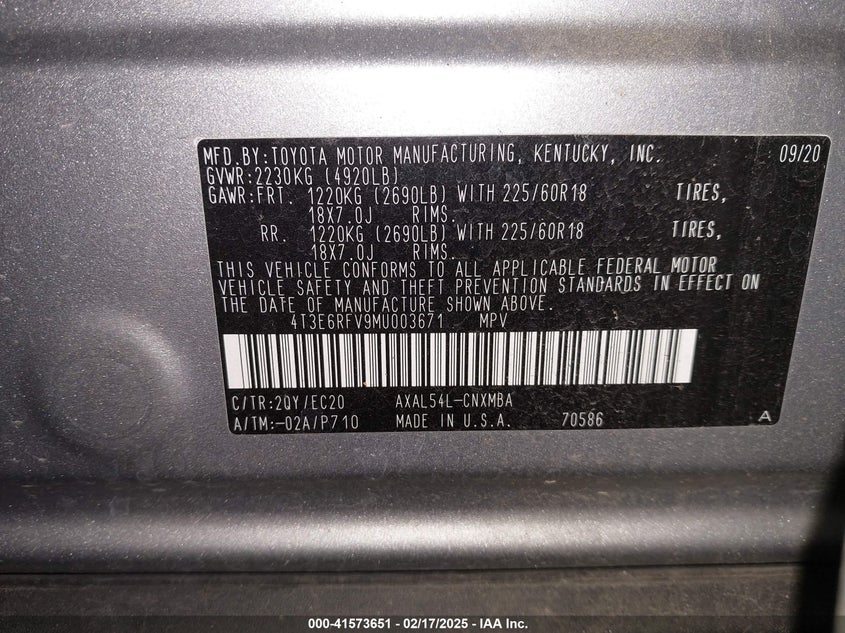 MFD.BY:TOYOTA MOTOR MANUFACTURING, KENTUCKY, INC. 09/20
GVWR:2230KG (4920LB)
GAWR:FRT. 1220KG (2690LB) WITH 225/60R18 TIRES,
18X7.0J RIMS.
RR. 1220KG (2690LB) WITH 225/60R18 TIRES,
18X7.0J RIMS.
THIS VEHICLE CONFORMS TO ALL APPLICABLE FEDERAL MOTOR
VEHICLE SAFETY AND THEFT PREVENTION STANDARDS IN EFFECT ON
THE DATE OF MANUFACTURE SHOWN ABOVE.
4T3E6RFV9MU003671 MPV
C/TR:2QY/EC20 AXAL54L-CNXMBA
A/TM:-02A/P710 MADE IN U.S.A. 70586 A
000-41573651 - 02/17/2025 - IAA Inc.